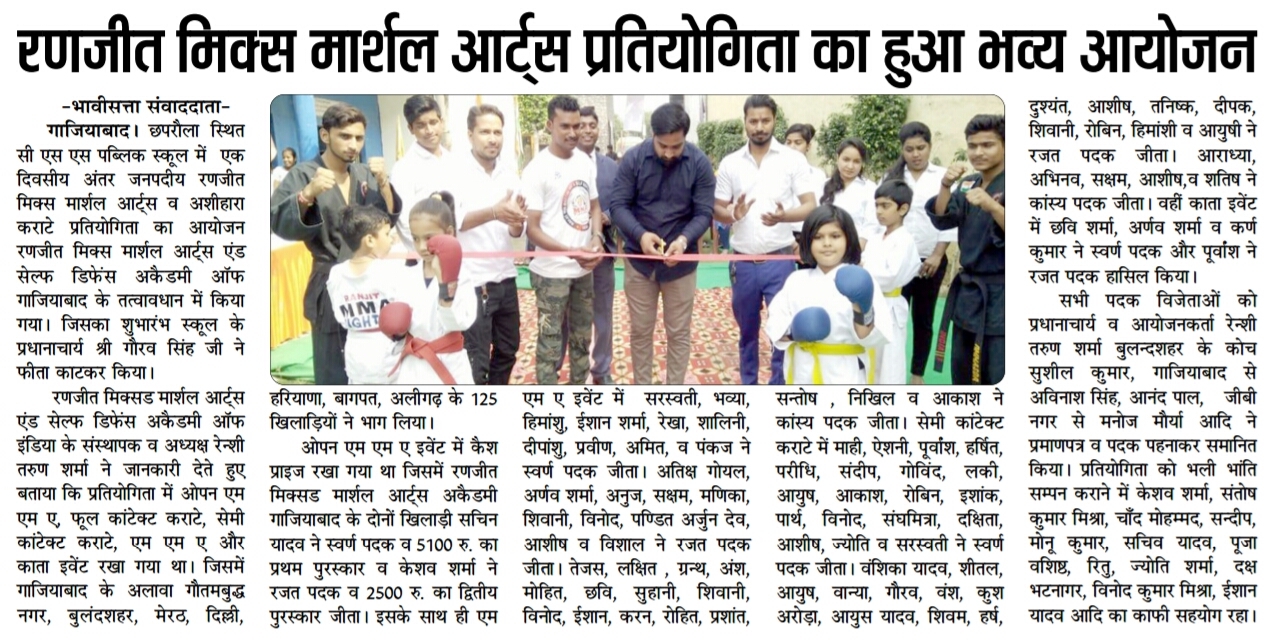 रणजीत मिक्स मार्शल आर्ट्स प्रतियोगिता का हुआ भव्य आयोजन
-भावीसत्ता संवाददाता-
गाजियाबाद। छपरौला स्थित
सी एस एस पब्लिक स्कूल में एक
दिवसीय अंतर जनपदीय रणजीत
मिक्स मार्शल आर्ट्स व अशीहारा
कराटे प्रतियोगिता का आयोजन
रणजीत मिक्स मार्शल आर्ट्स एंड
सेल्फ डिफेंस अकैडमी ऑफ
गाजियाबाद के तत्वावधान में किया
गया। जिसका शुभारंभ स्कूल के
प्रधानाचार्य श्री गौरव सिंह जी ने
फीता काटकर किया।
रणजीत मिक्सड मार्शल आर्ट्स
एंड सेल्फ डिफेंस अकैडमी ऑफ
इंडिया के संस्थापक व अध्यक्ष रेन्शी
तरुण शर्मा ने जानकारी देते हुए
बताया कि प्रतियोगिता में ओपन एम
एम ए, फूल कांटेक्ट कराटे, सेमी
कांटेक्ट कराटे, एम एम ए और
काता इवेंट रखा गया था। जिसमें
गाजियाबाद के अलावा गौतमबुद्ध
नगर, बुलंदशहर, मेरठ, दिल्ली,
RANJIT
MMA
FIGHT
हरियाणा, बागपत, अलीगढ़ के 125
खिलाड़ियों ने भाग लिया।
ओपन एम एम ए इवेंट में कैश
प्राइज रखा गया था जिसमें रणजीत
मिक्सड मार्शल आर्ट्स अकैडमी
गाजियाबाद के दोनों खिलाड़ी सचिन
यादव ने स्वर्ण पदक व 5100 रु. का
प्रथम पुरस्कार व केशव शर्मा ने
रजत पदक व 2500 रु. का द्वितीय
पुरस्कार जीता। इसके साथ ही एम
एम ए इवेंट में सरस्वती, भव्या,
हिमांशु, ईशान शर्मा, रेखा, शालिनी,
दीपांशु, प्रवीण, अमित, व पंकज ने
स्वर्ण पदक जीता। अतिक्ष गोयल,
अर्णव शर्मा, अनुज, सक्षम, मणिका,
शिवानी, विनोद, पण्डित अर्जुन देव,
आशीष व विशाल ने रजत पदक
जीता। तेजस, लक्षित , ग्रन्थ, अंश,
मोहित, छवि, सुहानी, शिवानी,
विनोद, ईशान, करन, रोहित, प्रशांत,
सन्तोष , निखिल व आकाश ने
कांस्य पदक जीता। सेमी कांटेक्ट
कराटे में माही, ऐशनी, पूर्वांश, हर्षित,
परीधि, संदीप, गोविंद, लकी,
आयुष, आकाश, रोबिन, इशांक,
पार्थ, विनोद, संघमित्रा, दक्षिता,
आशीष, ज्योति व सरस्वती ने स्वर्ण
पदक जीता। वंशिका यादव, शीतल,
आयुष, वान्या, गौरव, वंश, कुश
अरोड़ा, आयुस यादव, शिवम, हर्ष,
दुश्यंत, आशीष, तनिष्क, दीपक,
शिवानी, रोबिन, हिमांशी व आयुषी ने
रजत पदक जीता। आराध्या,
अभिनव, सक्षम, आशीष,व शतिष ने
कांस्य पदक जीता। वहीं काता इवेंट
में छवि शर्मा, अर्णव शर्मा व कर्ण
कुमार ने स्वर्ण पदक और पूर्वांश ने
रजत पदक हासिल किया।
सभी पदक विजेताओं को
प्रधानाचार्य व आयोजनकर्ता रेन्शी
तरुण शर्मा बुलन्दशहर के कोच
सुशील कुमार, गाजियाबाद से
अविनाश सिंह, आनंद पाल, जीबी
नगर से मनोज मौर्या आदि ने
प्रमाणपत्र व पदक पहनाकर समानित
किया। प्रतियोगिता को भली भांति
सम्पन कराने में केशव शर्मा, संतोष
कुमार मिश्रा, चाँद मोहम्मद, सन्दीप,
मोनू कुमार, सचिव यादव, पूजा
वशिष्ठ, रितु, ज्योति शर्मा, दक्ष
भटनागर, विनोद कुमार मिश्रा, ईशान
यादव आदि का काफी सहयोग रहा।